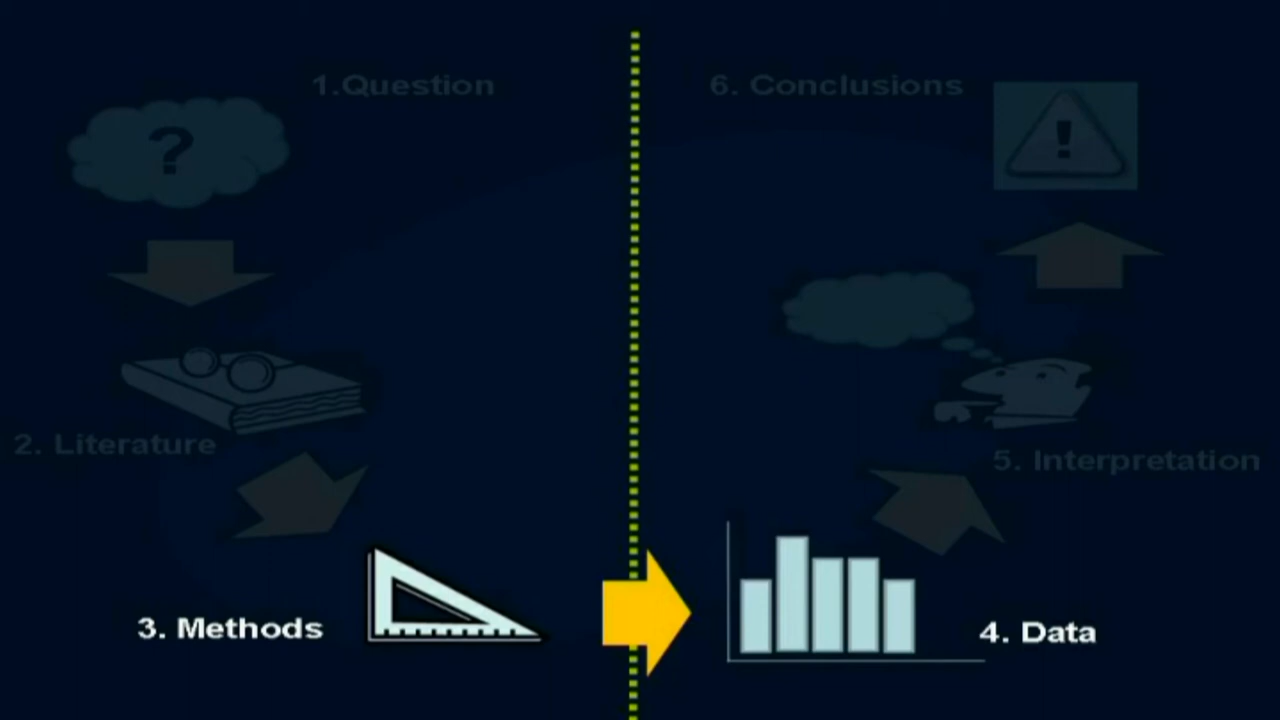 1.Question
6. Conclusions
?
!
2. Literature
5. Interpretation
3. Methods
4. Data